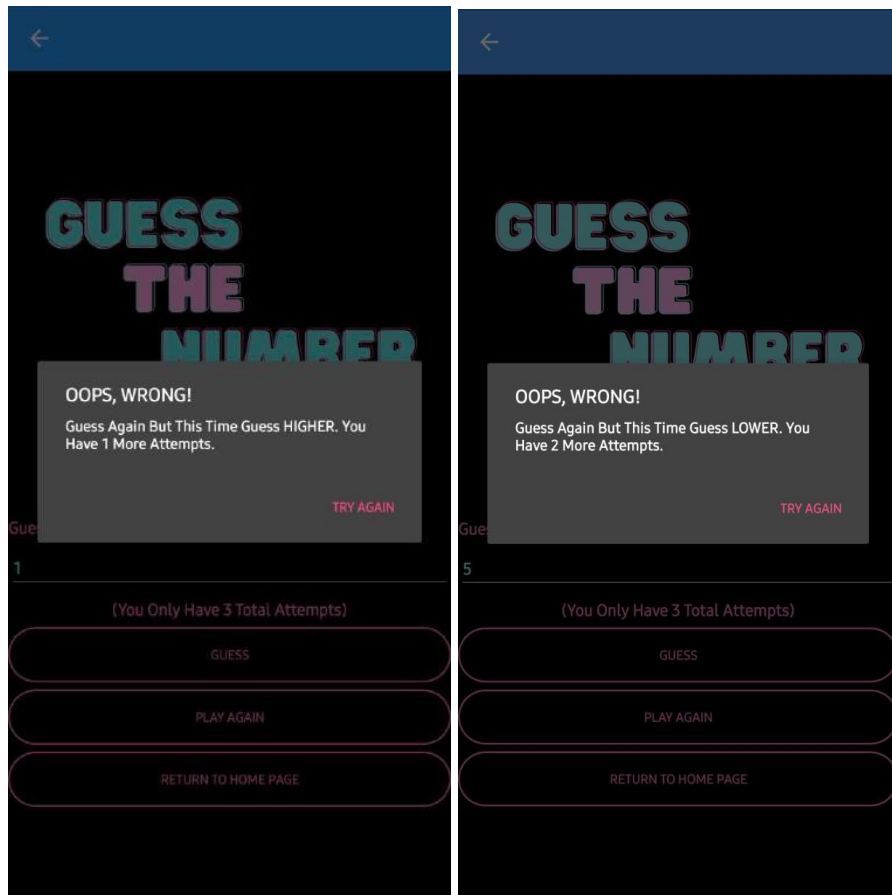 GUESS
THE
NUMBER
OOPS, WRONG!
Guess Again But This Time Guess HIGHER. You
Have 1 More Attempts.
TRY AGAIN
1
(You Only Have 3 Total Attempts)
GUESS
PLAY AGAIN
RETURN TO HOME PAGE
GUESS
THE
NUMBER
OOPS, WRONG!
Guess Again But This Time Guess LOWER. You
Have 2 More Attempts.
TRY AGAIN
5
(You Only Have 3 Total Attempts)
GUESS
PLAY AGAIN
RETURN TO HOME PAGE